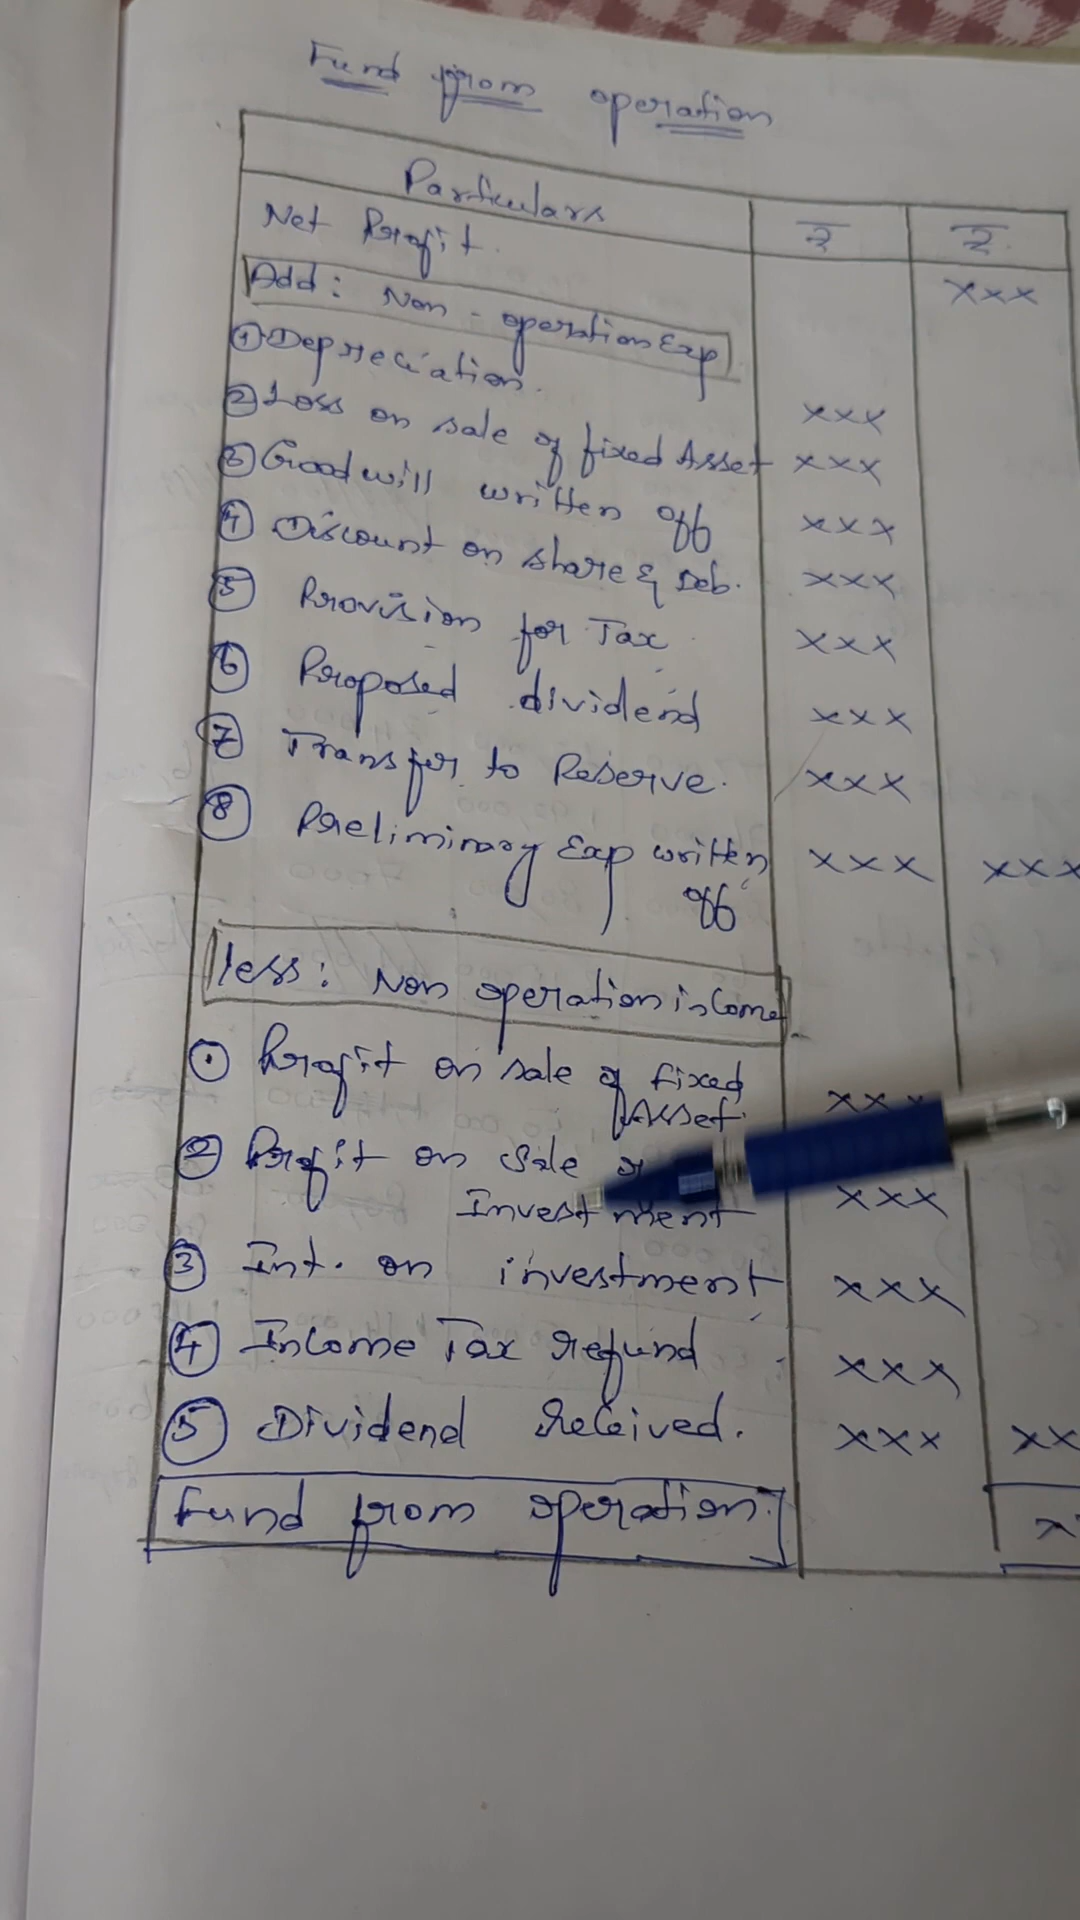 Fund from operation
Particulars ₹ ₹
Net Profit. xxx
Add: Non - operation Exp
① Depreciation. xxx
② Loss on sale of fixed Asset xxx
③ Goodwill written off xxx
④ Discount on share & Deb. xxx
⑤ Provision for Tax xxx
⑥ Proposed dividend xxx
⑦ Transfer to Reserve. xxx
⑧ Preliminary Exp written xxx xxx
off
less: Non operation income
① Profit on sale of fixed
Asset. xxx
② Profit on sale
Investment xxx
③ Int. on investment xxx
④ Income Tax refund xxx
⑤ Dividend received. xxx xx
Fund from operation.